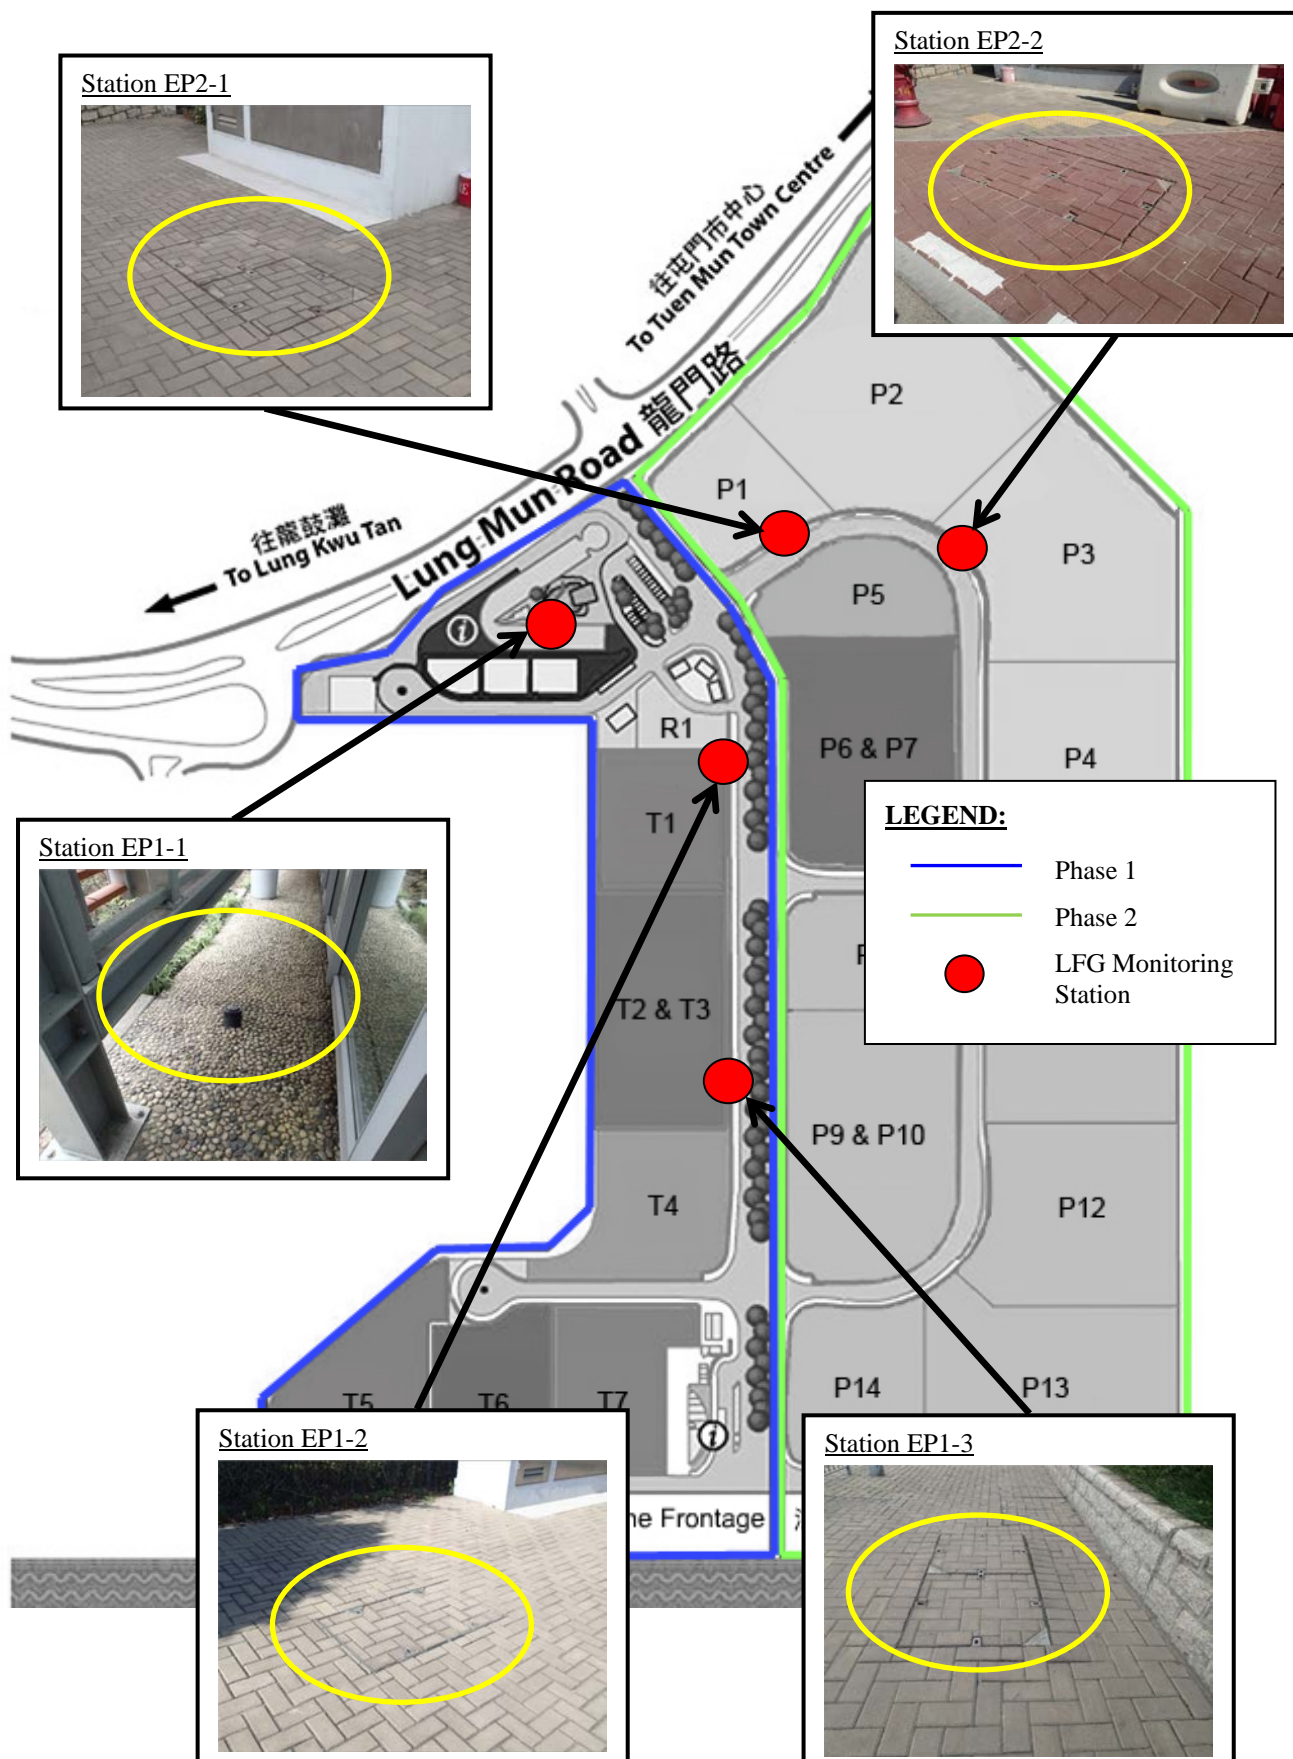 Station EP2-1
Station EP2-2
往屯門市中心
To Tuen Mun Town Centre
Lung Mun Road 龍門路
往龍鼓灘
To Lung Kwu Tan
P2
P1
P3
P5
P4
P6 & P7
R1
T1
T2 & T3
T4
T5
T6
T7
P9 & P10
P12
P13
P14
i
i
LEGEND:
Phase 1
Phase 2
LFG Monitoring
Station
Station EP1-1
Station EP1-2
Station EP1-3
ne Frontage